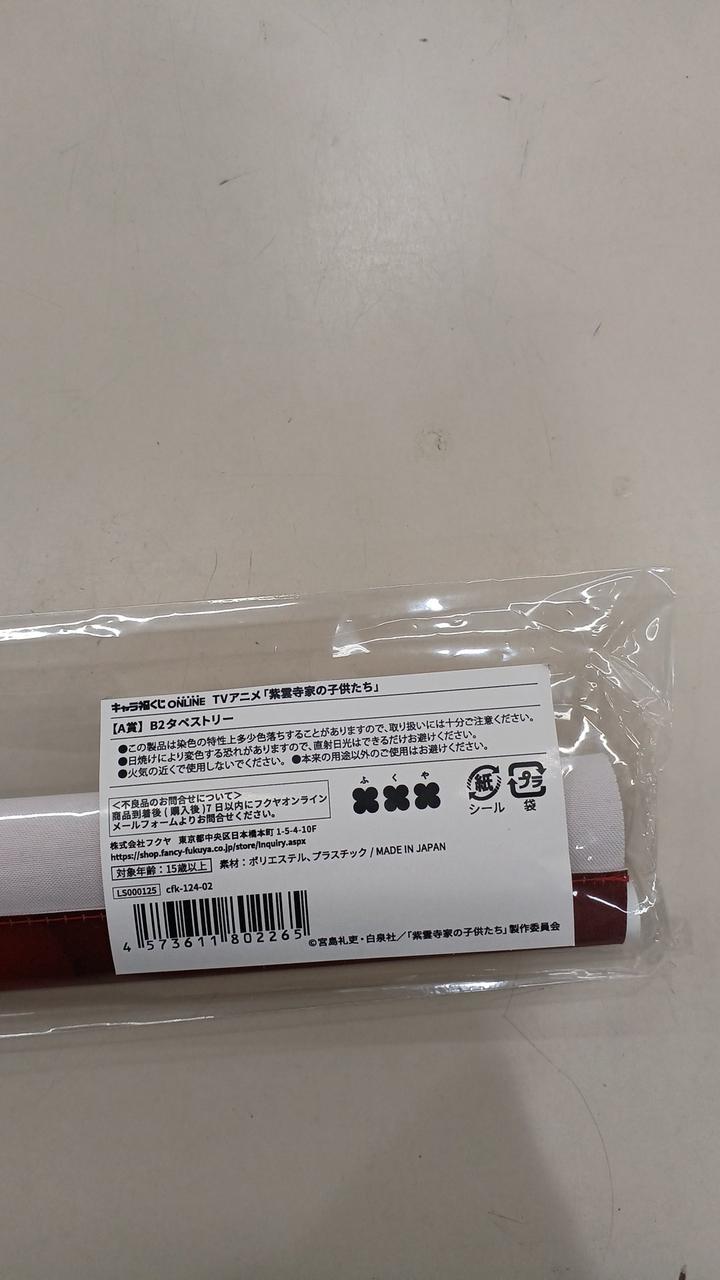 キャラ福くじ ONLINE TVアニメ「紫雲寺家の子供たち」
【A賞】B2タペストリー
●この製品は染色の特性上多少色落ちすることがありますので、取り扱いには十分ご注意ください。
●日焼けにより変色する恐れがありますので、直射日光はできるだけお避けください。
●火気の近くで使用しないでください。 ●本来の用途以外のご使用はお避けください。
<不良品のお問合せについて>
商品到着後(購入後)7日以内にフクヤオンライン
メールフォームよりお問合せください。
ふくや
紙
シール
プラ
袋
株式会社フクヤ 東京都中央区日本橋本町 1-5-4-10F
https://shop.fancy-fukuya.co.jp/store/Inquiry.aspx
対象年齢：15歳以上 素材：ポリエステル、プラスチック / MADE IN JAPAN
LS000125 cfk-124-02
4 573611 802265
©宮島礼吏・白泉社／「紫雲寺家の子供たち」製作委員会